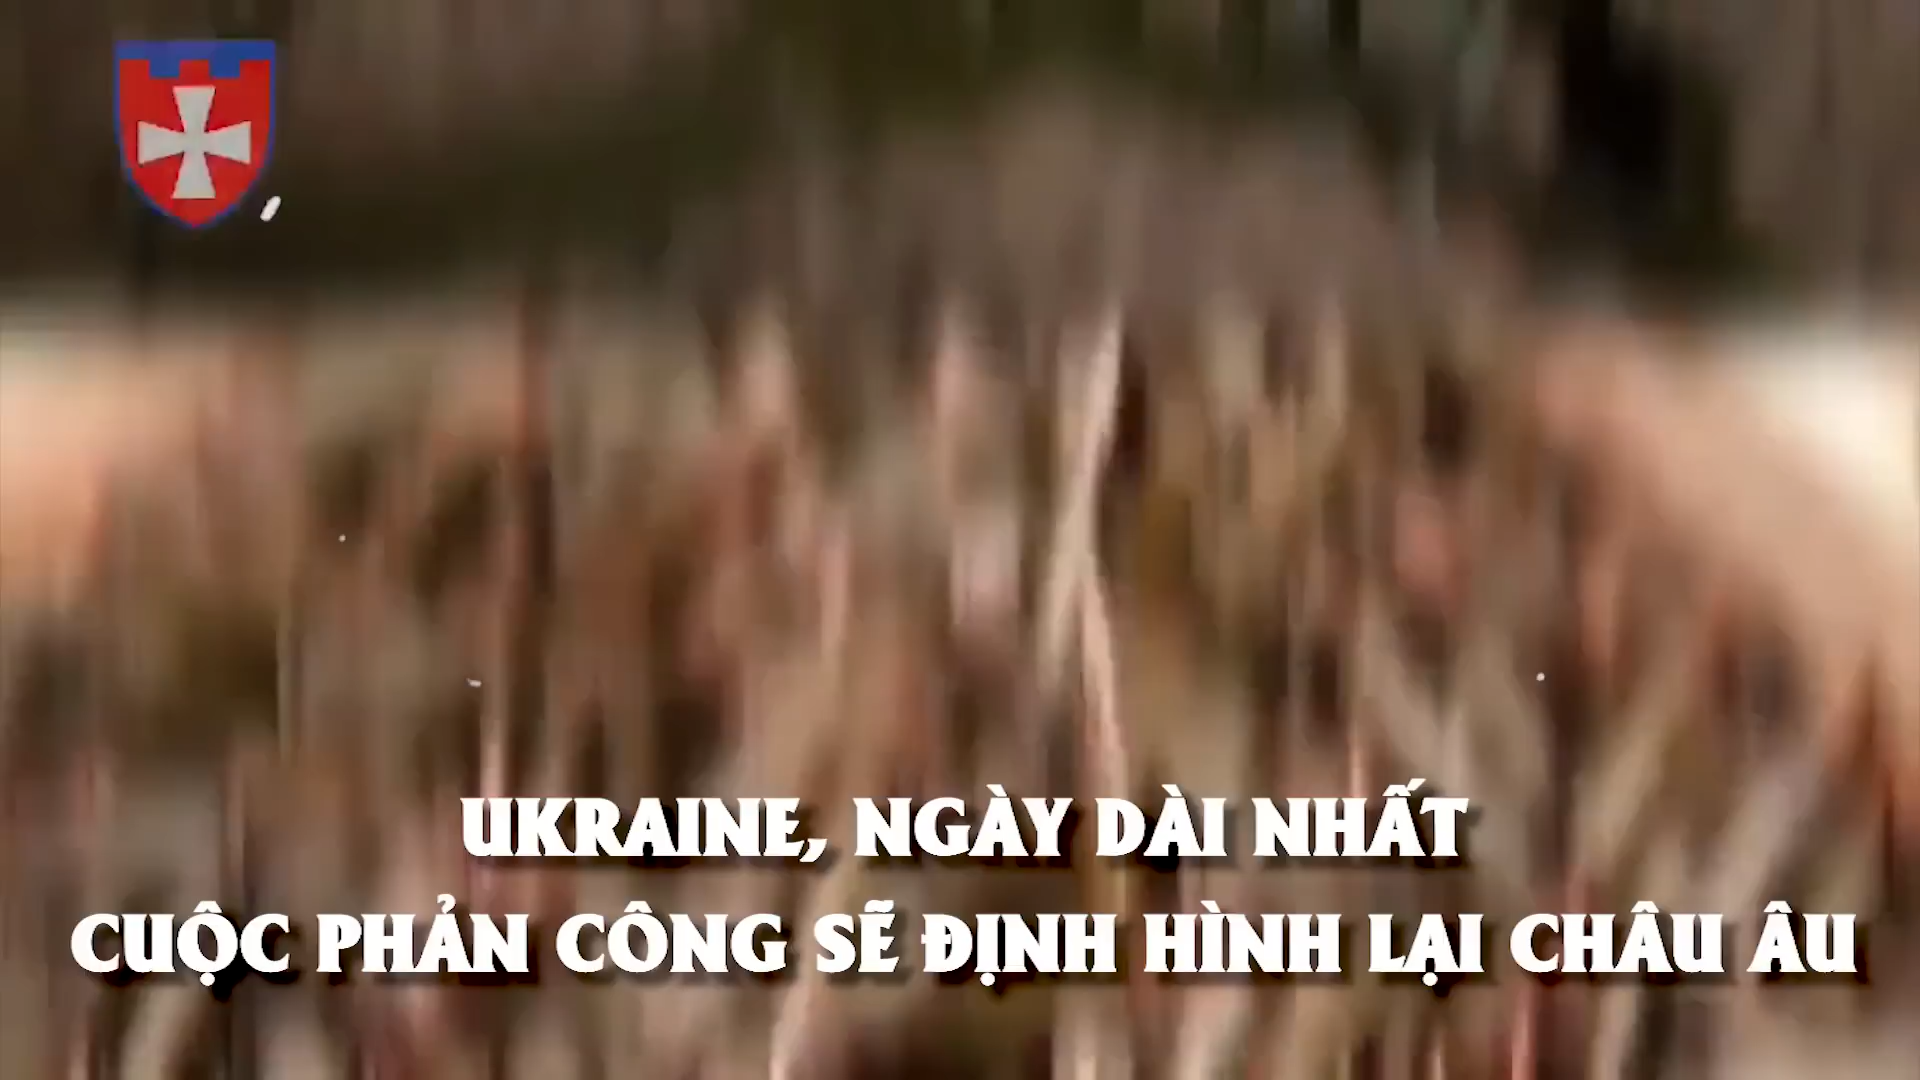 UKRAINE, NGÀY DÀI NHẤT
CUỘC PHẢN CÔNG SẼ ĐỊNH HÌNH LẠI CHÂU ÂU